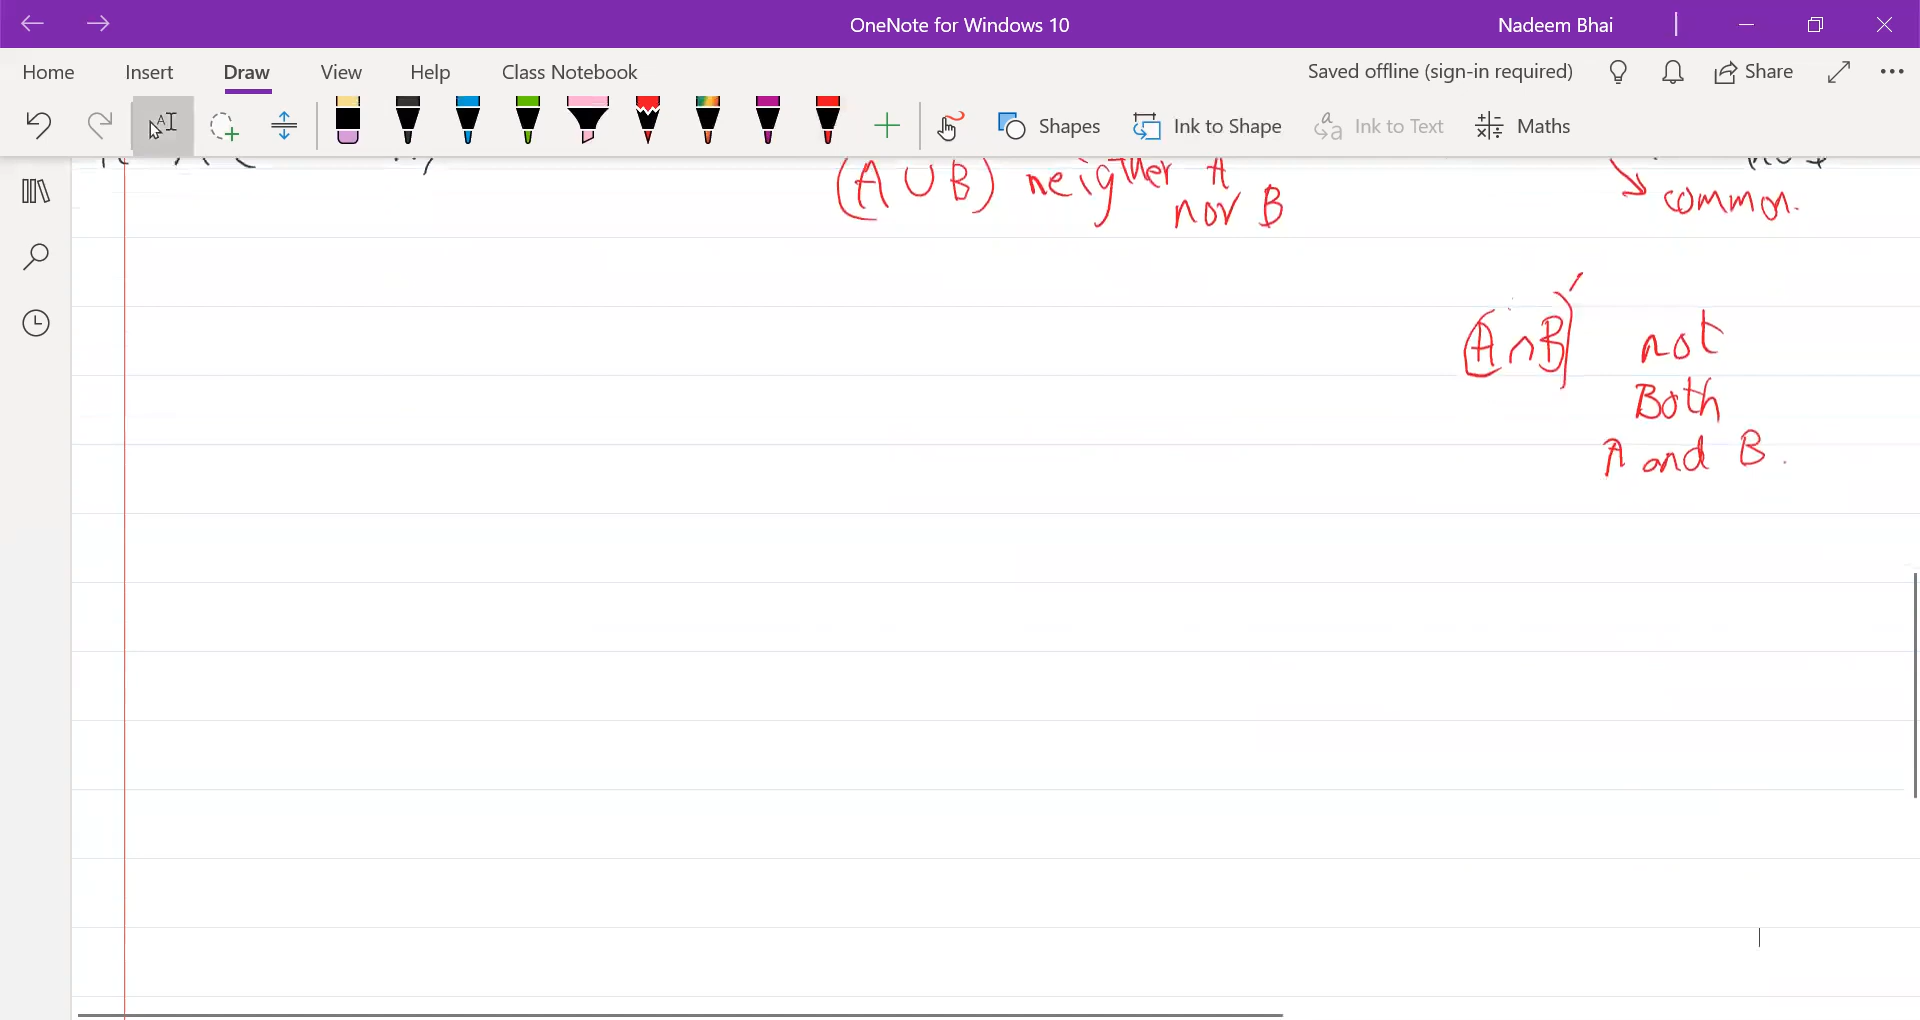 OneNote for Windows 10
Nadeem Bhai
Home Insert Draw View Help Class Notebook
Saved offline (sign-in required) Share
Shapes Ink to Shape Ink to Text Maths
(A ∪ B) neigther A
nor B
common.
(A ∩ B)' not
Both
A and B.